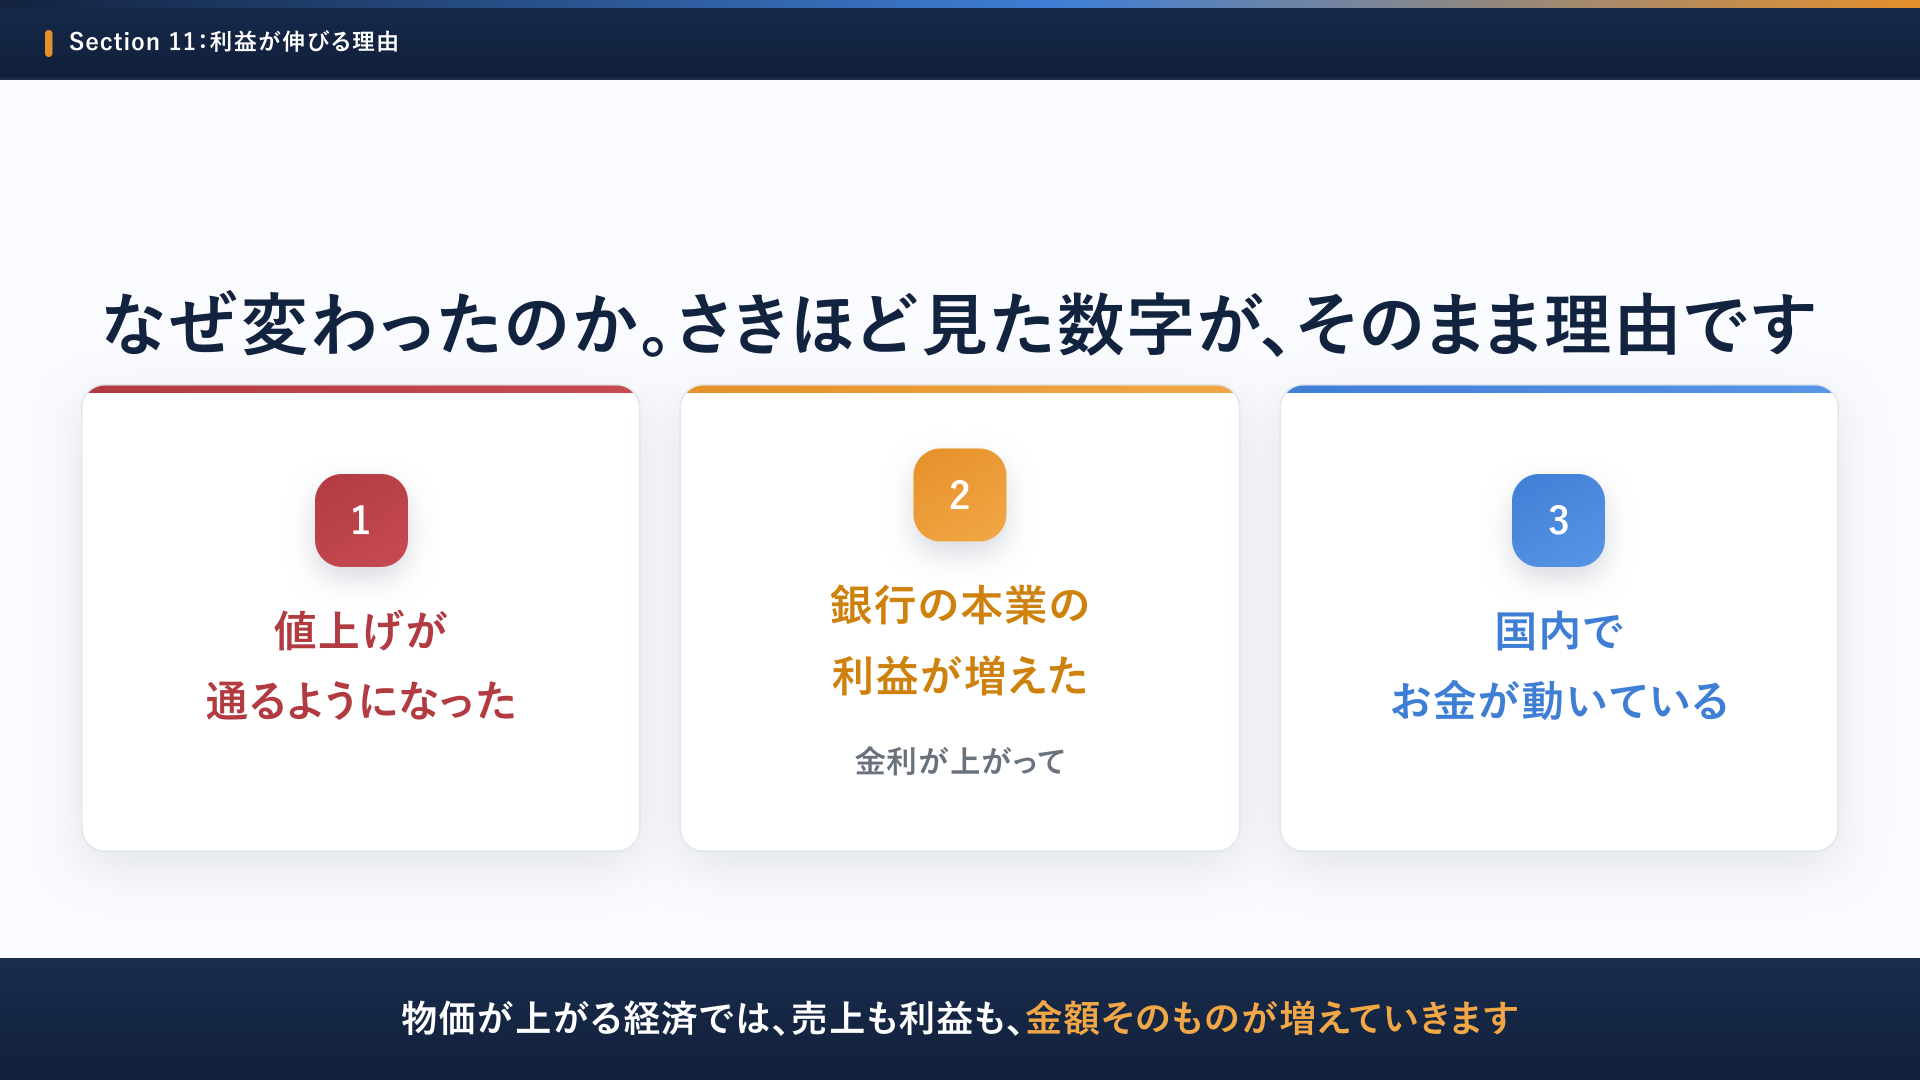 Section 11：利益が伸びる理由
なぜ変わったのか。さきほど見た数字が、そのまま理由です
1
値上げが
通るようになった
2
銀行の本業の
利益が増えた
金利が上がって
3
国内で
お金が動いている
物価が上がる経済では、売上も利益も、金額そのものが増えていきます